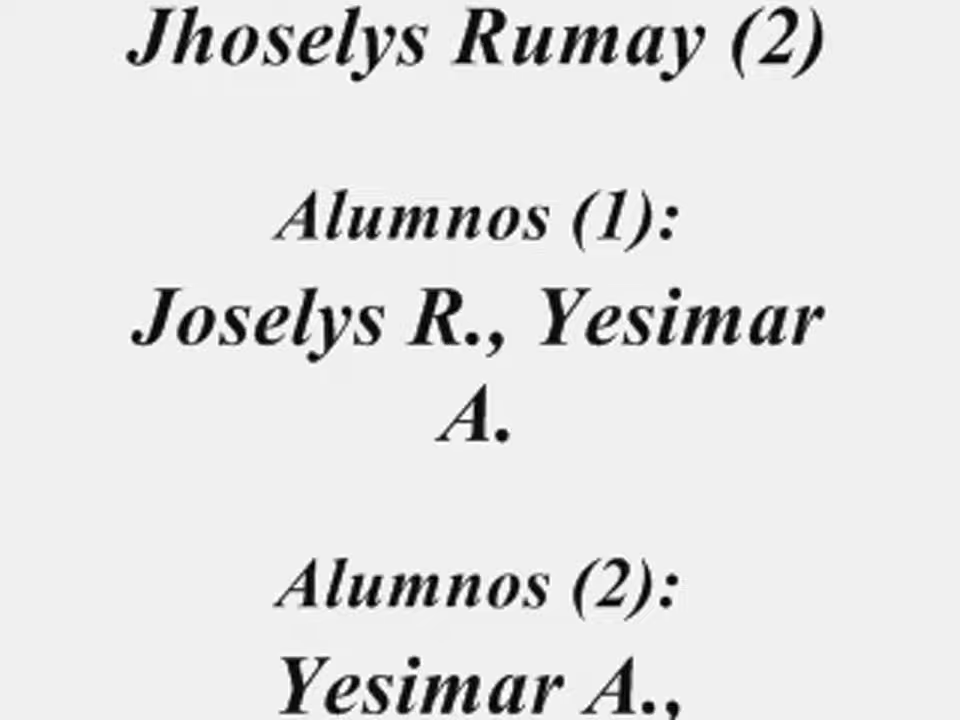 Jhoselys Rumay (2)
Alumnos (1):
Joselys R., Yesimar
A.
Alumnos (2):
Yesimar A.,